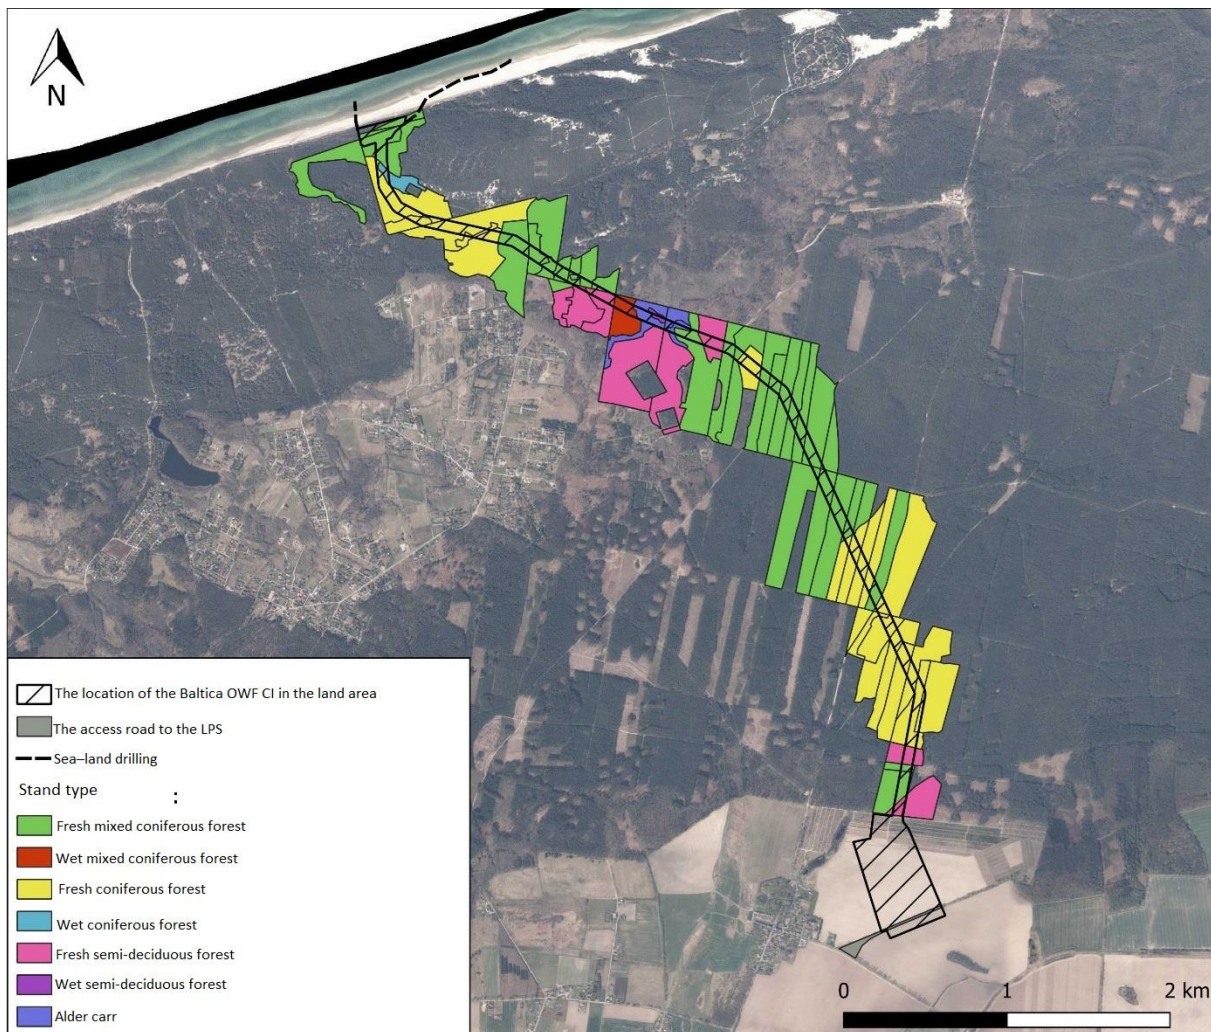 N
The location of the Baltica OWF CI in the land area
The access road to the LPS
Sea–land drilling
Stand type :
Fresh mixed coniferous forest
Wet mixed coniferous forest
Fresh coniferous forest
Wet coniferous forest
Fresh semi-deciduous forest
Wet semi-deciduous forest
Alder carr
0 1 2 km